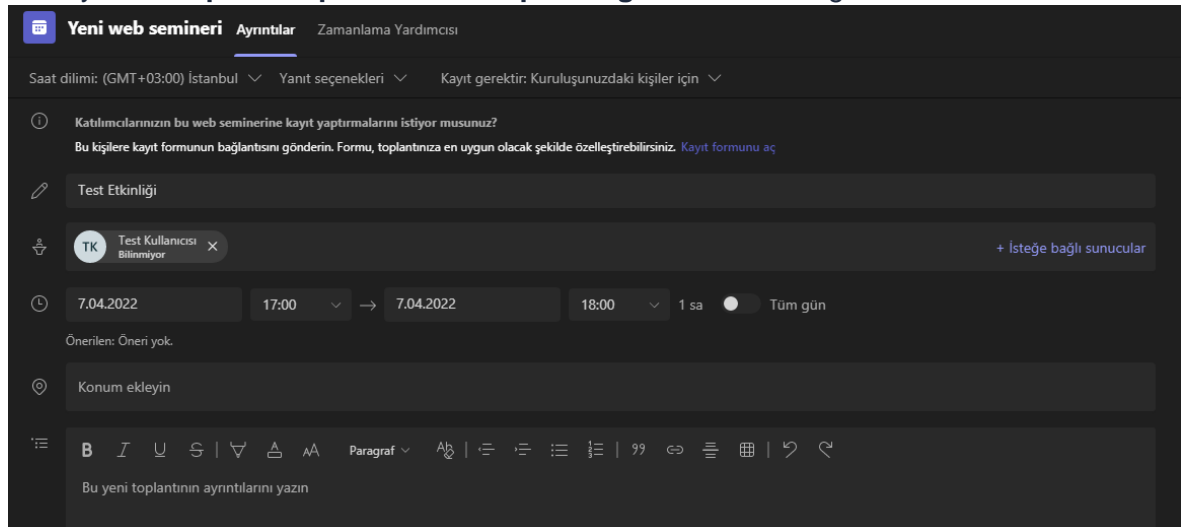 Yeni web semineri Ayrıntılar Zamanlama Yardımcısı
Saat dilimi: (GMT+03:00) İstanbul Yanıt seçenekleri Kayıt gerektir: Kuruluşunuzdaki kişiler için
Katılımcılarınızın bu web seminerine kayıt yaptırmalarını istiyor musunuz?
Bu kişilere kayıt formunun bağlantısını gönderin. Formu, toplantınıza en uygun olacak şekilde özelleştirebilirsiniz. Kayıt formunu aç
Test Etkinliği
TK Test Kullanıcısı
Bilinmiyor
+ İsteğe bağlı sunucular
7.04.2022 17:00 → 7.04.2022 18:00 1 sa Tüm gün
Önerilen: Öneri yok.
Konum ekleyin
B I U S A AA Paragraf Ab 99
Bu yeni toplantının ayrıntılarını yazın